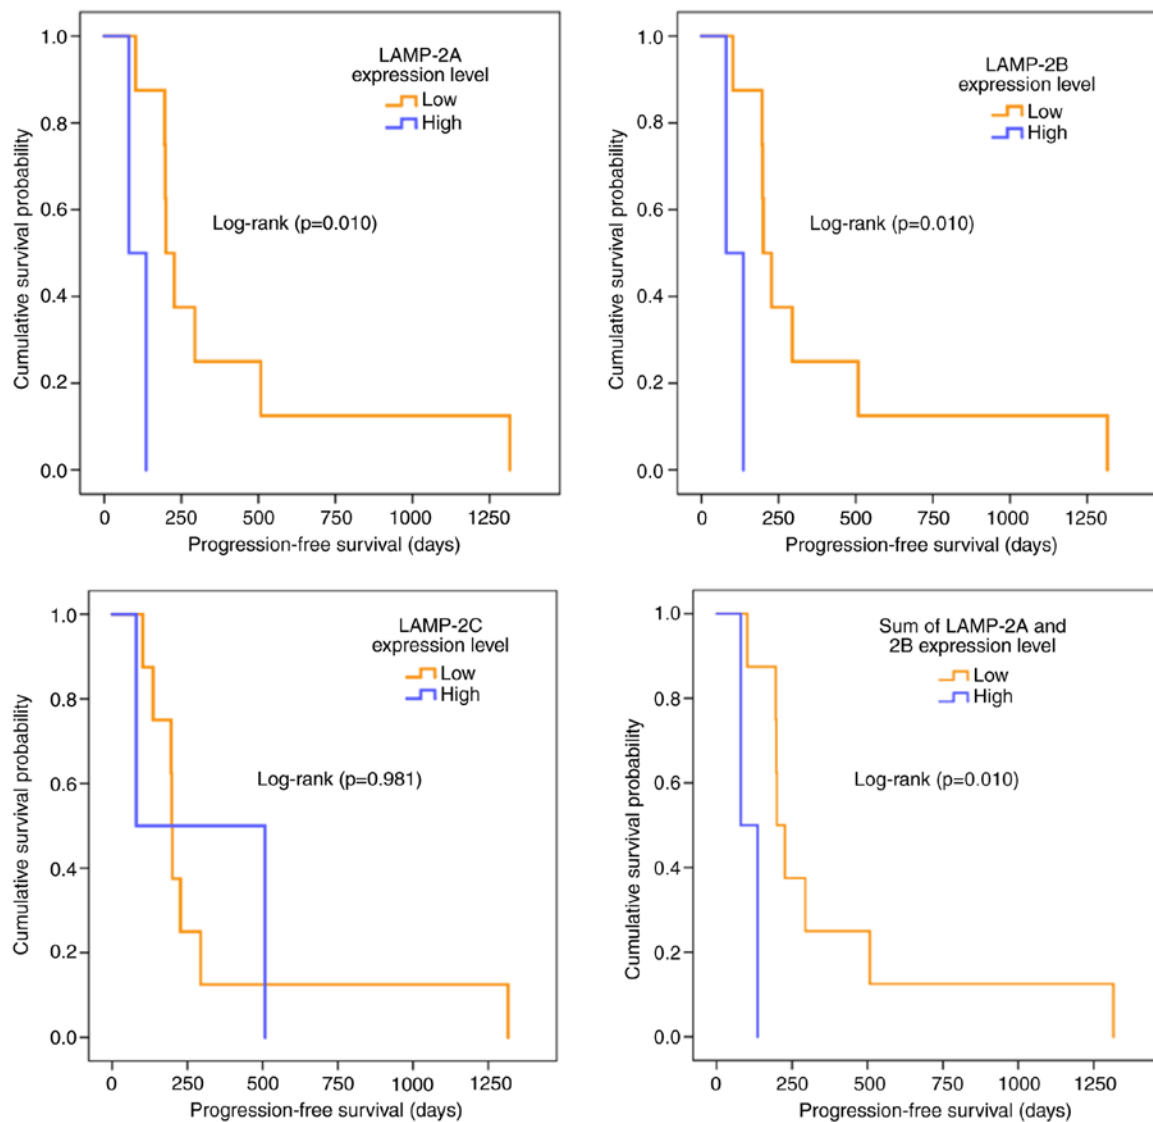 LAMP-2A
expression level
Low
High
Log-rank (p=0.010)
Cumulative survival probability
1.0
0.8
0.6
0.4
0.2
0.0
0 250 500 750 1000 1250
Progression-free survival (days)
LAMP-2B
expression level
Low
High
Log-rank (p=0.010)
Cumulative survival probability
1.0
0.8
0.6
0.4
0.2
0.0
0 250 500 750 1000 1250
Progression-free survival (days)
LAMP-2C
expression level
Low
High
Log-rank (p=0.981)
Cumulative survival probability
1.0
0.8
0.6
0.4
0.2
0.0
0 250 500 750 1000 1250
Progression-free survival (days)
Sum of LAMP-2A and
2B expression level
Low
High
Log-rank (p=0.010)
Cumulative survival probability
1.0
0.8
0.6
0.4
0.2
0.0
0 250 500 750 1000 1250
Progression-free survival (days)